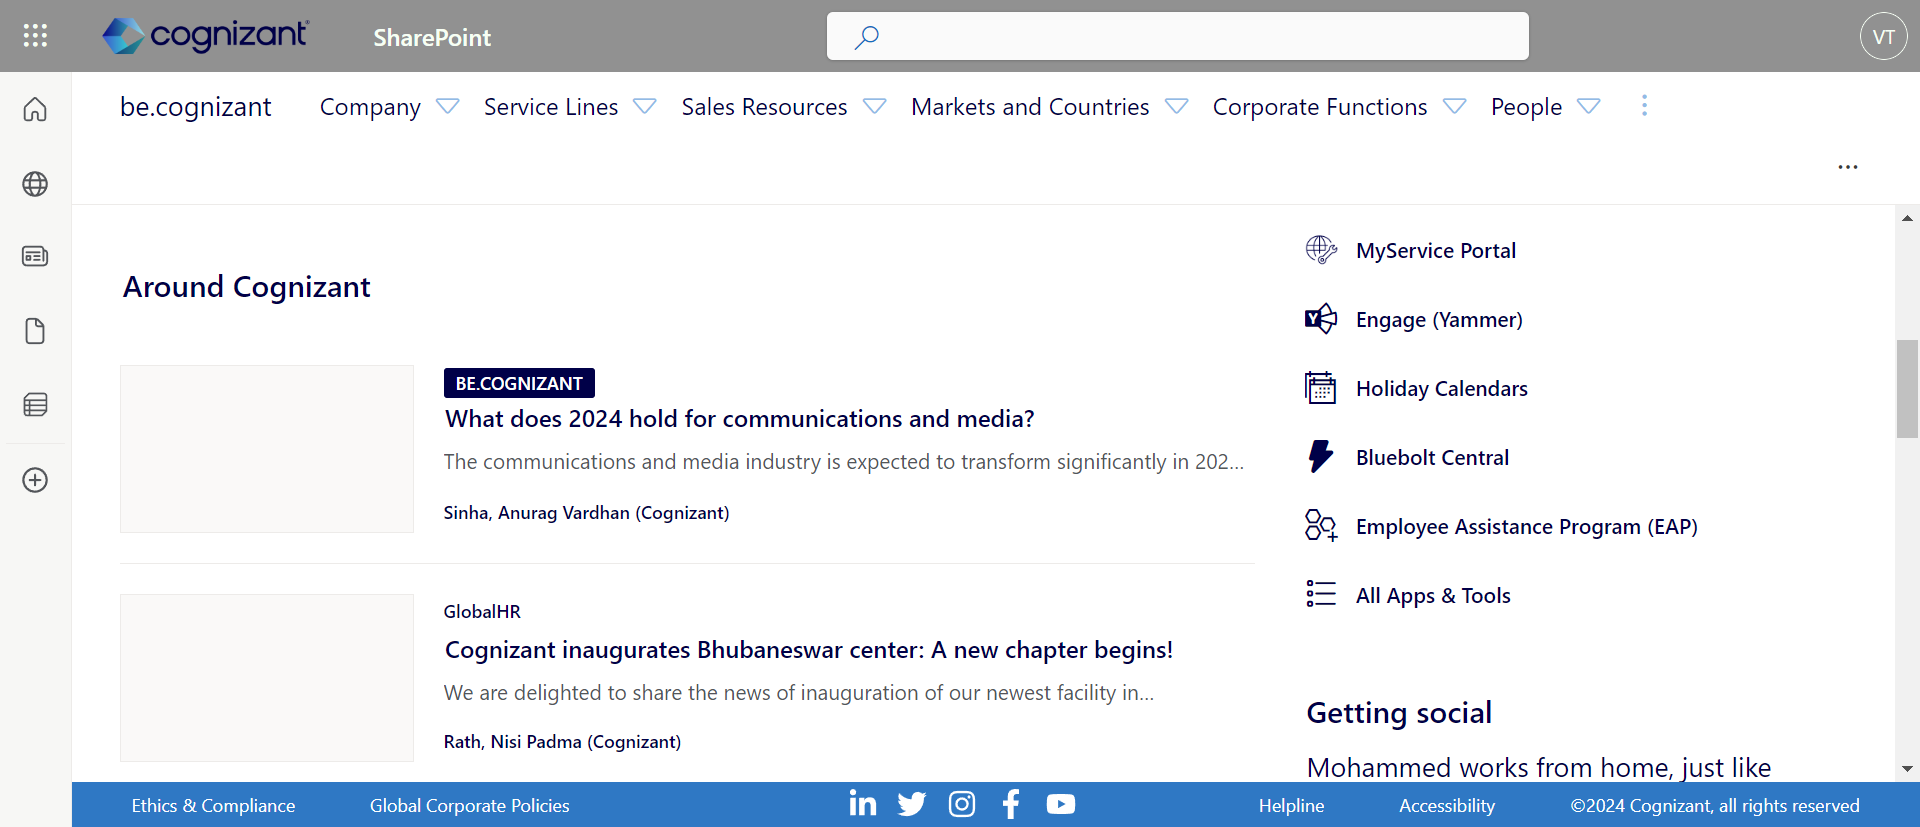 cognizant
SharePoint
VT
be.cognizant
Company
Service Lines
Sales Resources
Markets and Countries
Corporate Functions
People
Around Cognizant
BE.COGNIZANT
What does 2024 hold for communications and media?
The communications and media industry is expected to transform significantly in 202...
Sinha, Anurag Vardhan (Cognizant)
GlobalHR
Cognizant inaugurates Bhubaneswar center: A new chapter begins!
We are delighted to share the news of inauguration of our newest facility in...
Rath, Nisi Padma (Cognizant)
MyService Portal
Engage (Yammer)
Holiday Calendars
Bluebolt Central
Employee Assistance Program (EAP)
All Apps & Tools
Getting social
Mohammed works from home, just like
Ethics & Compliance
Global Corporate Policies
Helpline
Accessibility
©2024 Cognizant, all rights reserved